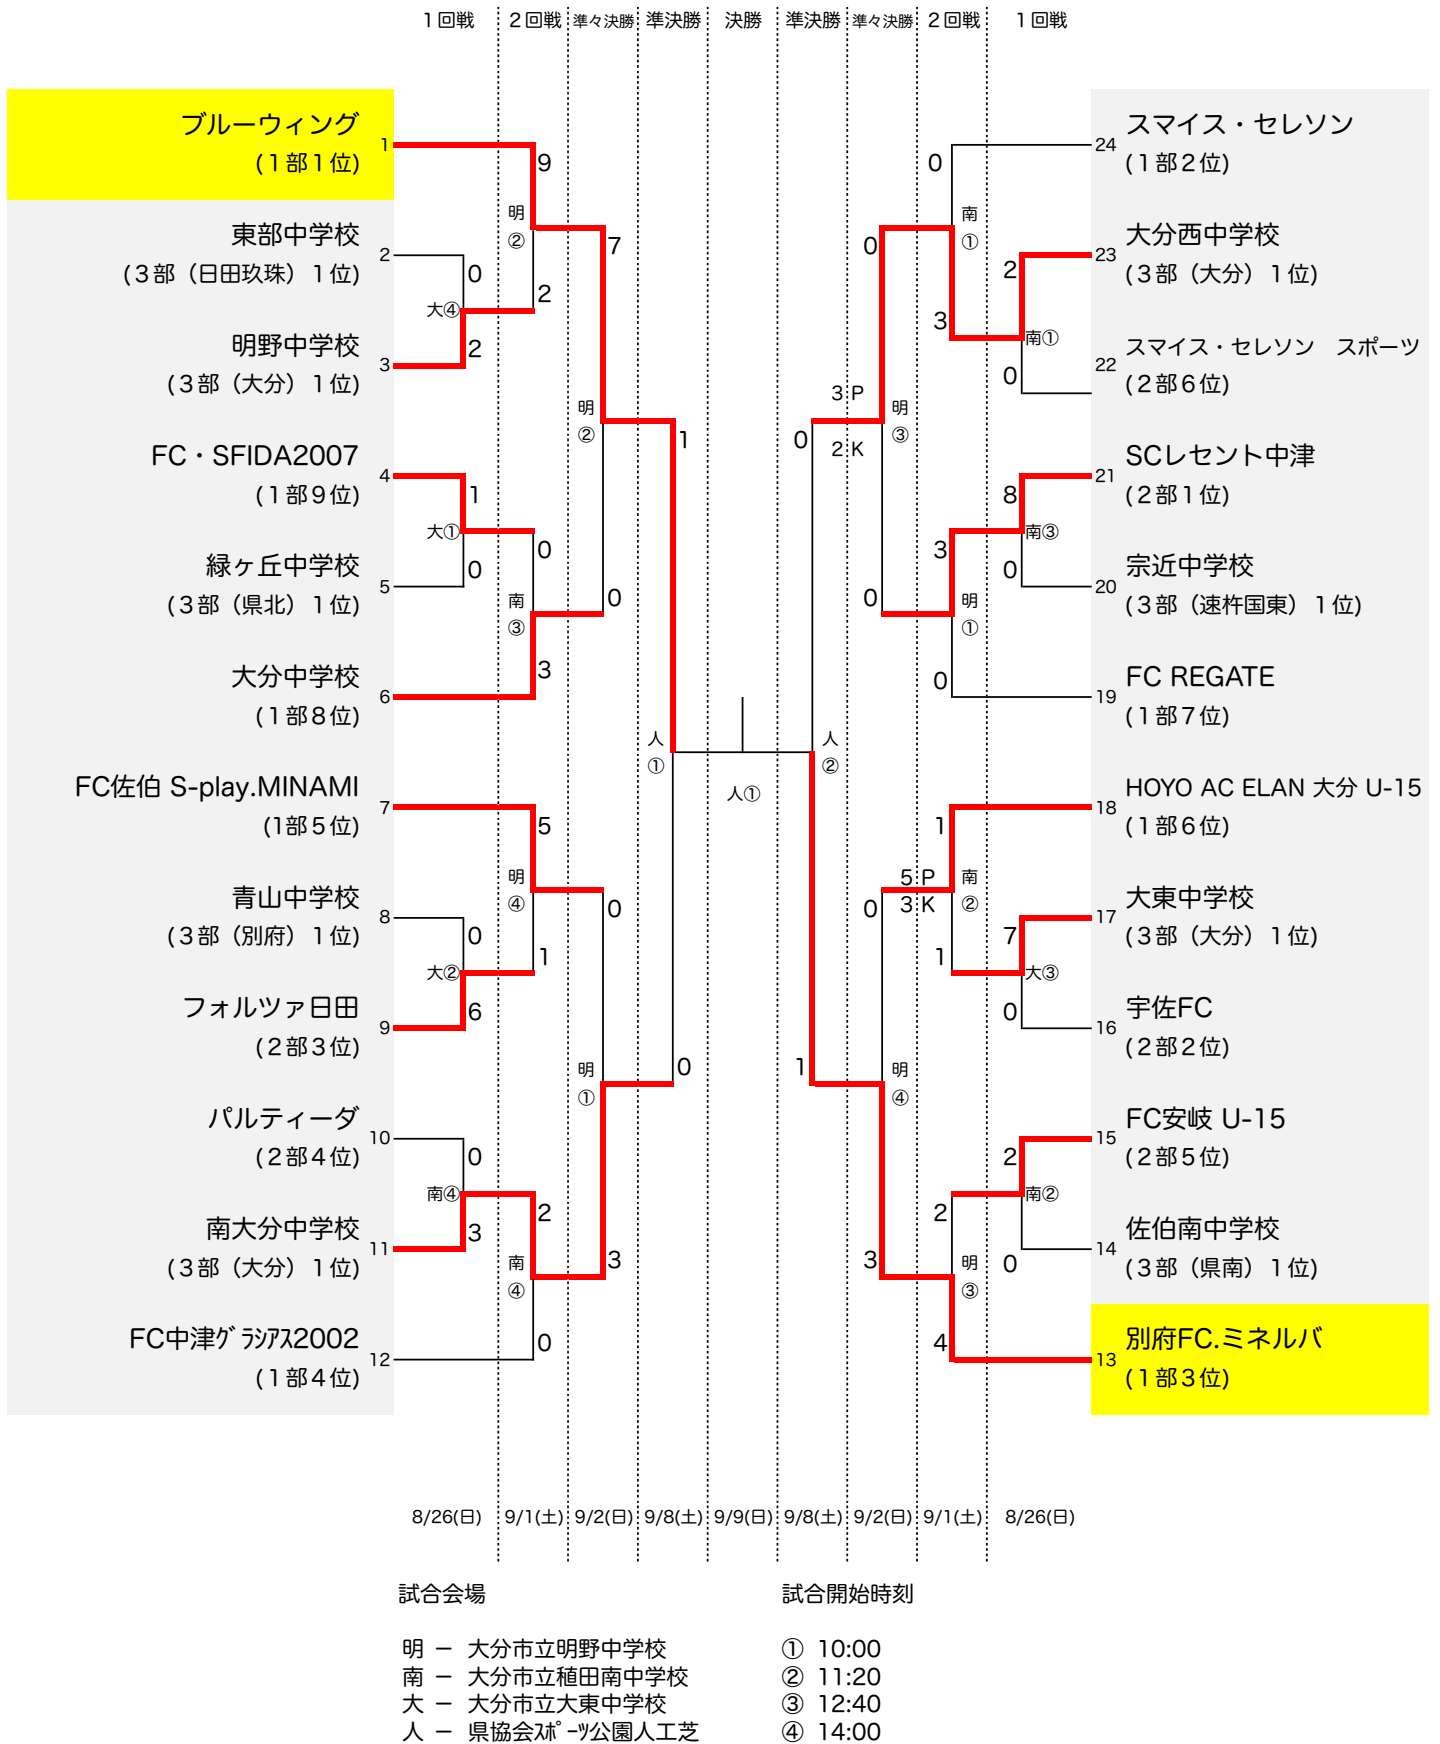 １回戦 ２回戦 準々決勝 準決勝 決勝 準決勝 準々決勝 ２回戦 １回戦
ブルーウィング
(１部１位)
1
9
明
②
東部中学校
(３部（日田玖珠）１位)
2
0
7
2
大④
明野中学校
(３部（大分）１位)
3
2
明
②
FC・SFIDA2007
(１部９位)
4
1
1
大①
0
緑ヶ丘中学校
(３部（県北）１位)
5
0
南
③
0
大分中学校
(１部８位)
6
3
人
①
FC佐伯 S-play.MINAMI
(1部５位)
7
5
明
④
青山中学校
(３部（別府）１位)
8
0
0
大②
1
フォルツァ日田
(２部３位)
9
6
明
①
0
パルティーダ
(２部４位)
10
0
南④
南大分中学校
(３部（大分）１位)
11
3
2
3
南
④
FC中津ｸﾞﾗｼｱｽ2002
(１部４位)
12
0
人①
スマイス・セレソン
(１部２位)
24
0
南
①
大分西中学校
(３部（大分）１位)
23
2
0
3
南①
スマイス・セレソン　スポーツ
(２部６位)
22
0
３ P
２ K
明
③
0
SCレセント中津
(２部１位)
21
8
南③
3
宗近中学校
(３部（速杵国東）１位)
20
0
0
明
①
FC REGATE
(１部７位)
19
0
人
②
HOYO AC ELAN 大分 U-15
(１部６位)
18
1
５ P
３ K
南
②
大東中学校
(３部（大分）１位)
17
7
0
1
大③
宇佐FC
(２部２位)
16
0
1
明
④
FC安岐 U-15
(２部５位)
15
2
南②
2
佐伯南中学校
(３部（県南）１位)
14
0
3
明
③
別府FC.ミネルバ
(１部３位)
13
4
8/26(日) 9/1(土) 9/2(日) 9/8(土) 9/9(日) 9/8(土) 9/2(日) 9/1(土) 8/26(日)
試合会場
明 － 大分市立明野中学校
南 － 大分市立稙田南中学校
大 － 大分市立大東中学校
人 － 県協会ｽﾎﾟｰﾂ公園人工芝
試合開始時刻
① 10:00
② 11:20
③ 12:40
④ 14:00